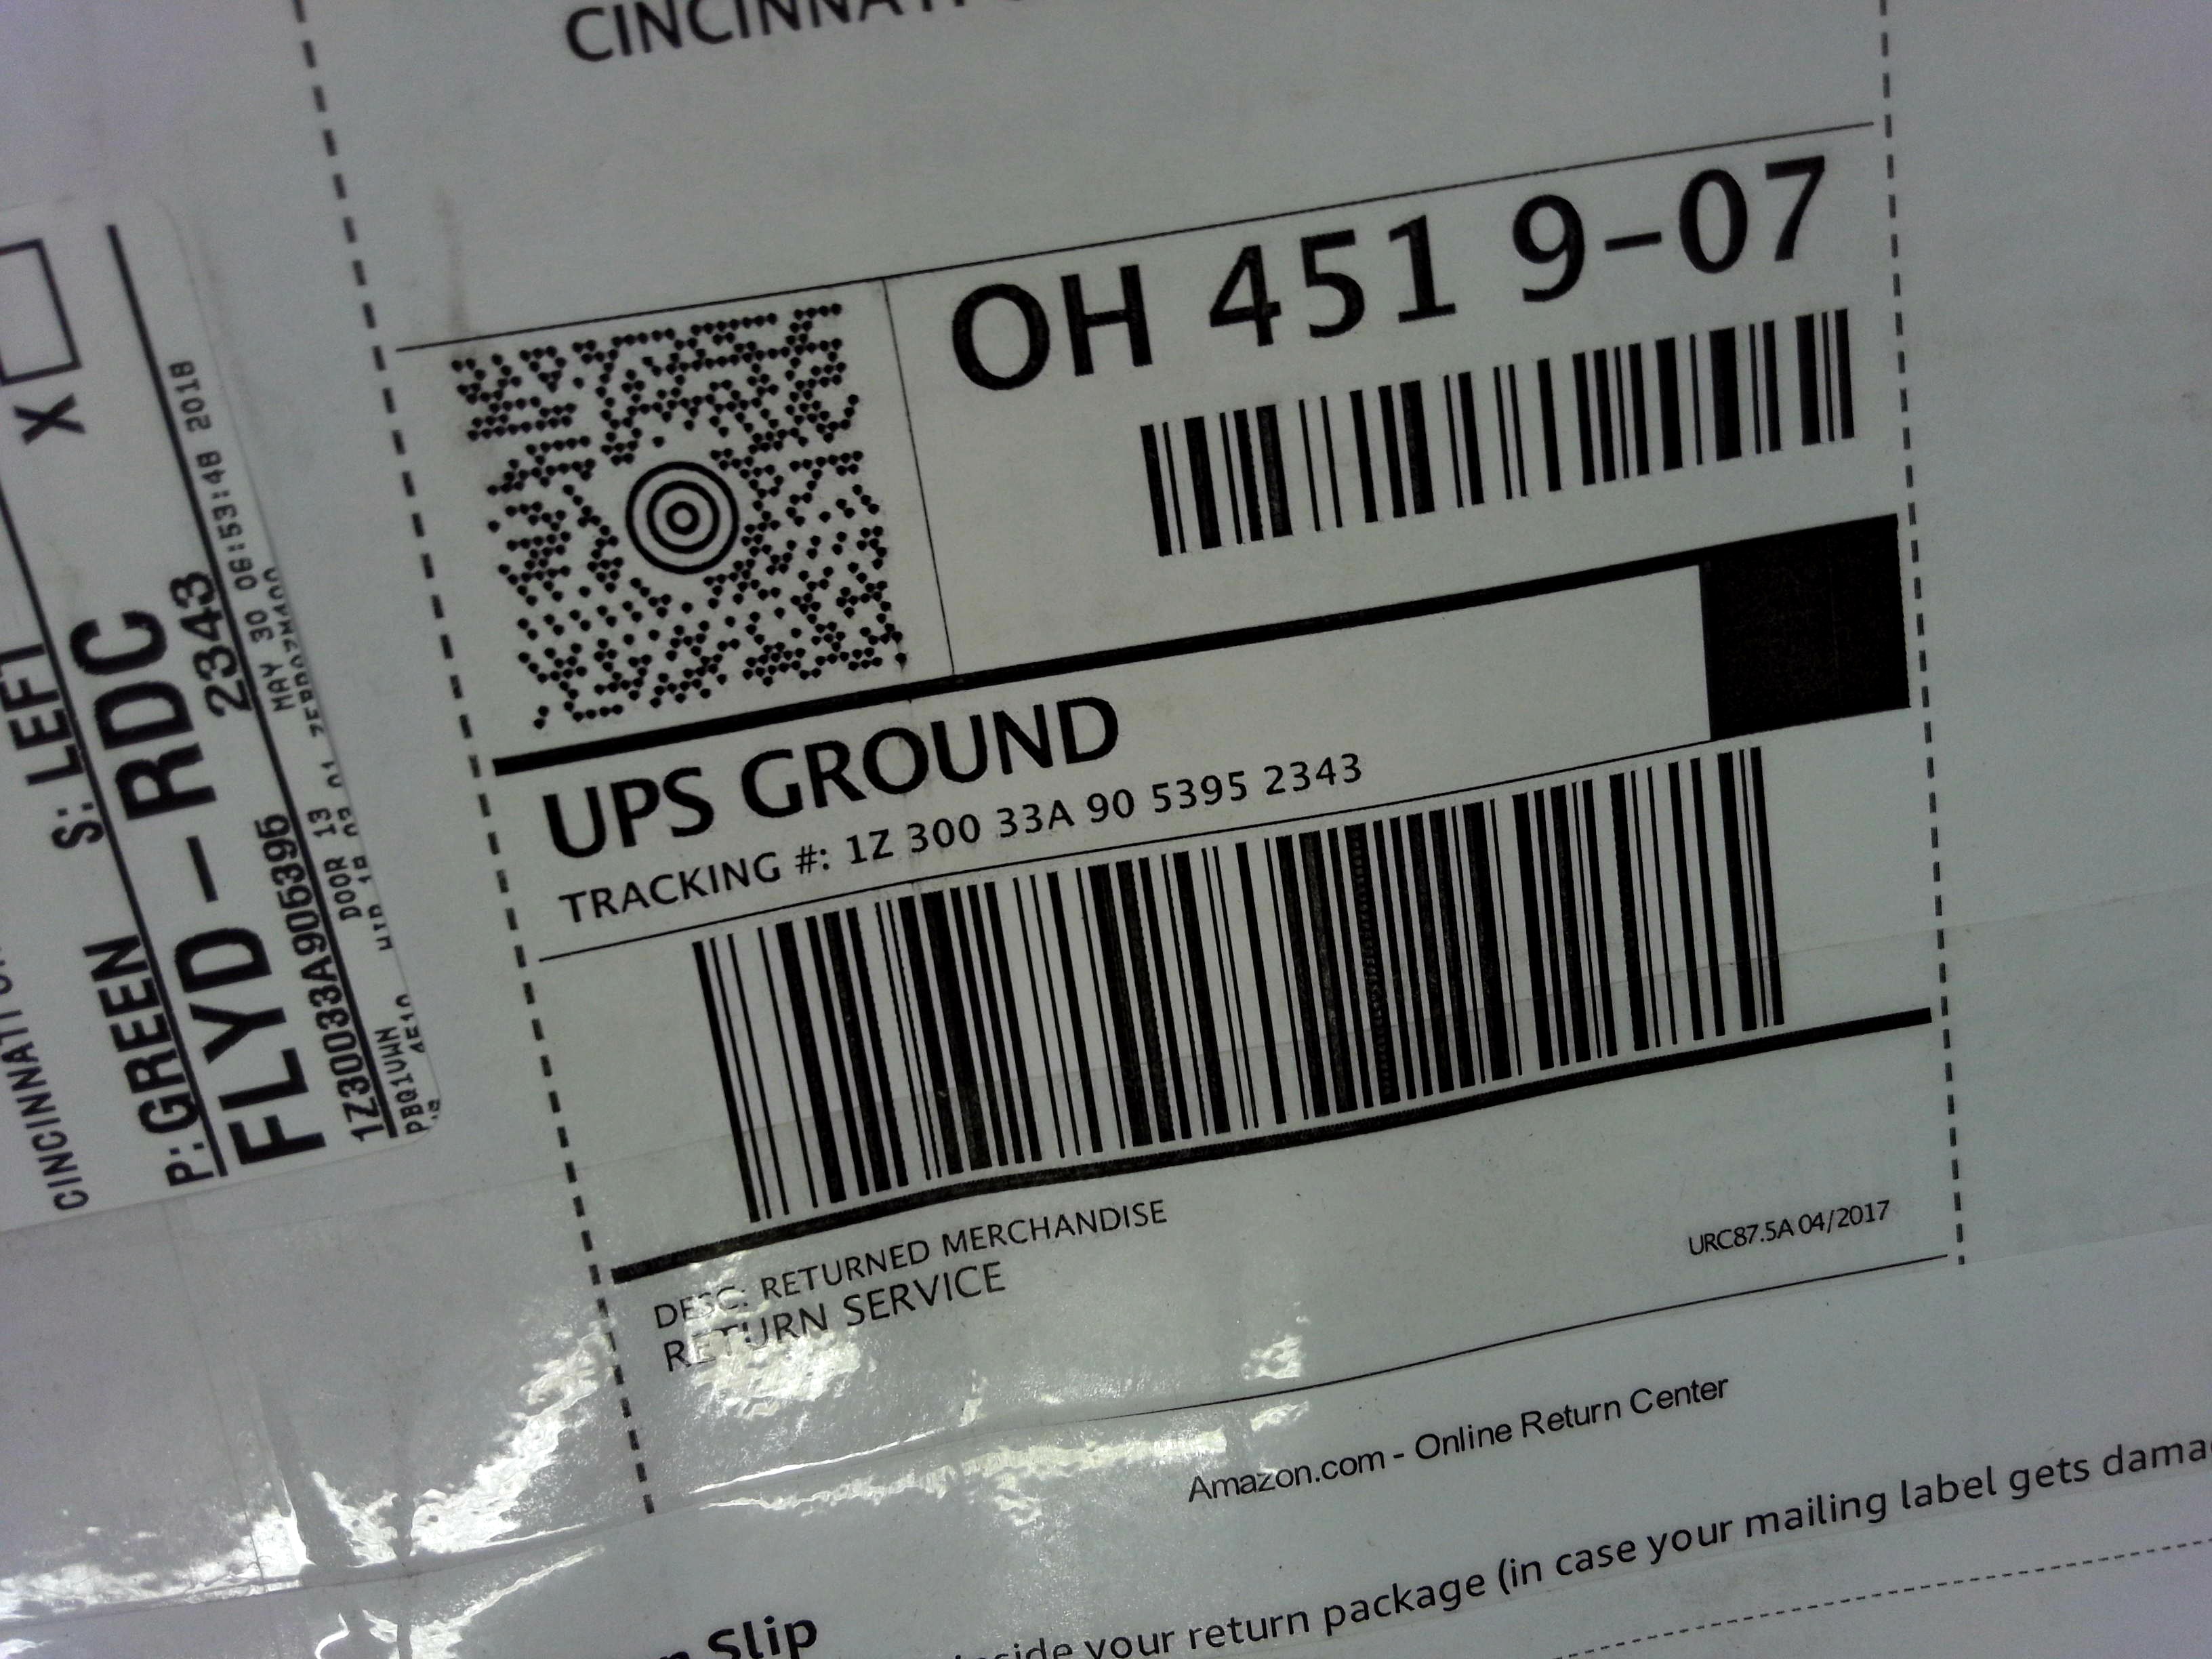 OH 451 9-07
UPS GROUND
TRACKING #: 1Z 300 33A 90 5395 2343
DESC: RETURNED MERCHANDISE
RETURN SERVICE
URC87.5A 04/2017
Amazon.com - Online Return Center
Slip
your return package (in case your mailing label gets
X
CINCINNATI
P:GREEN S: LEFT
FLYD - RDC
1Z30033A905395 2343
DOOR 13 MAY 30 06:53:48 2018
PBQ1UWN